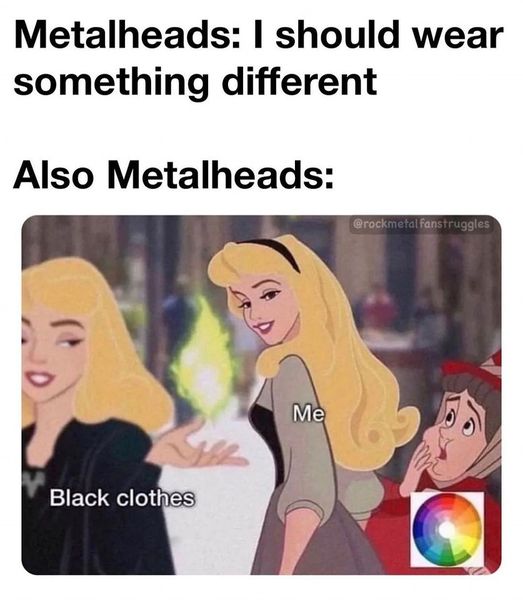 Metalheads: I should wear
something different
Also Metalheads:
@rockmetalfanstruggles
Me
Black clothes